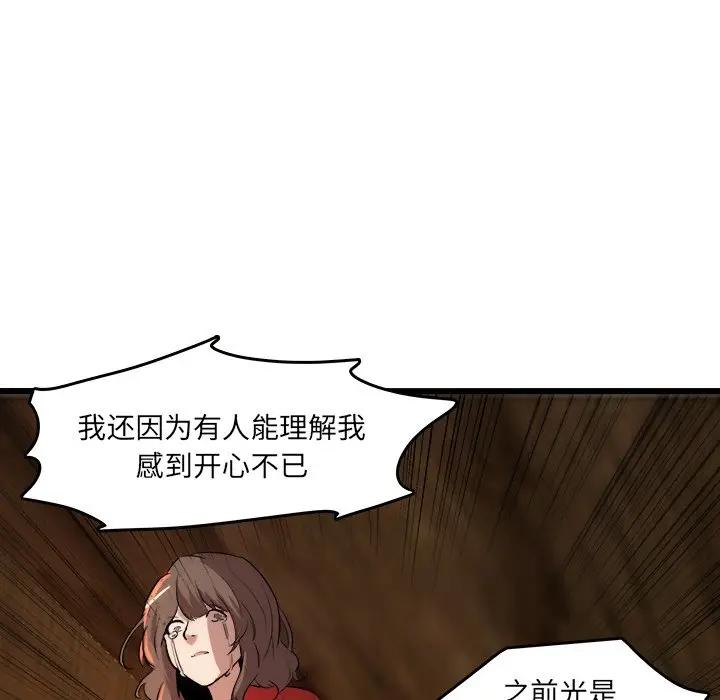 我还因为有人能理解我
感到开心不已
之前光是